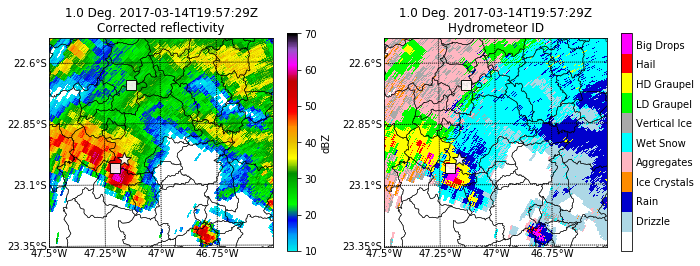 1.0 Deg. 2017-03-14T19:57:29Z
Corrected reflectivity
22.6°S
22.85°S
23.1°S
23.35°S
47.5°W
47.25°W
47.0°W
46.75°W
70
60
50
40
30
20
10
dBZ
1.0 Deg. 2017-03-14T19:57:29Z
Hydrometeor ID
22.6°S
22.85°S
23.1°S
23.35°S
47.5°W
47.25°W
47.0°W
46.75°W
Big Drops
Hail
HD Graupel
LD Graupel
Vertical Ice
Wet Snow
Aggregates
Ice Crystals
Rain
Drizzle